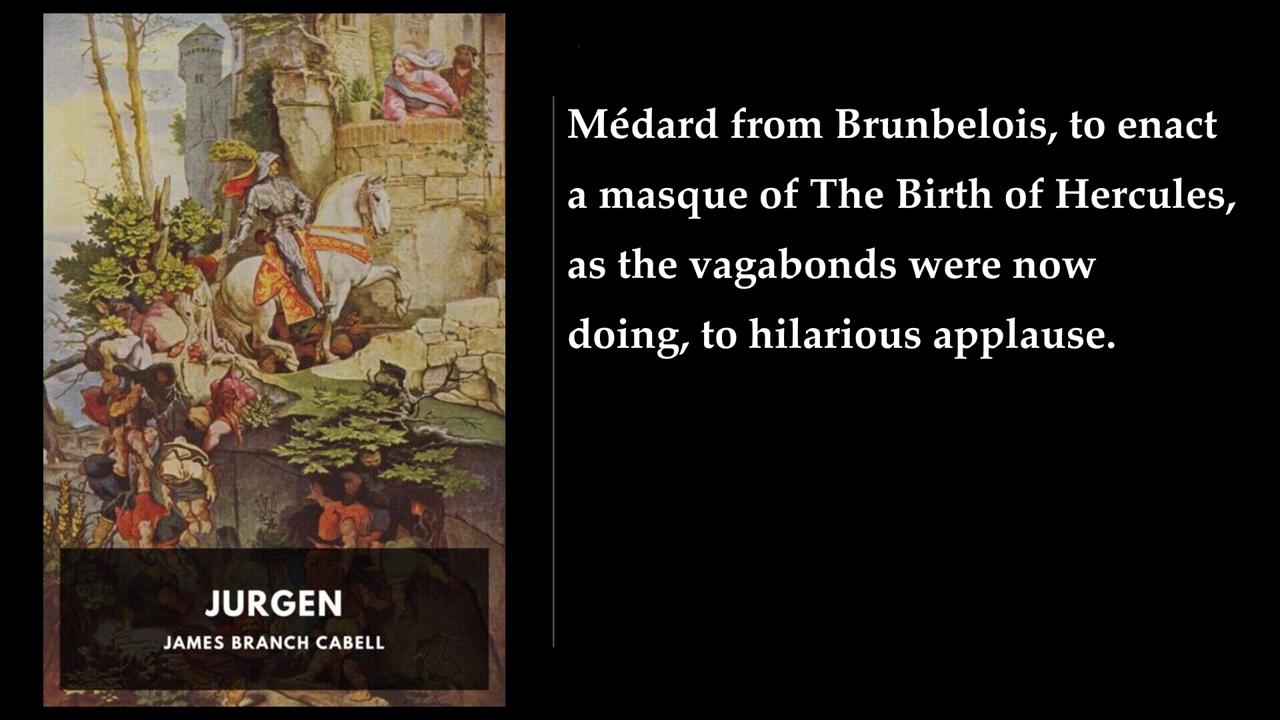 JURGEN
JAMES BRANCH CABELL
Médard from Brunbelois, to enact
a masque of The Birth of Hercules,
as the vagabonds were now
doing, to hilarious applause.